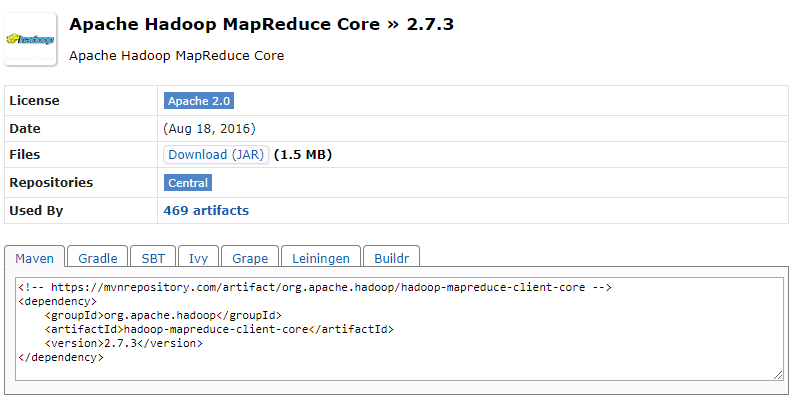 hadoop
Apache Hadoop MapReduce Core » 2.7.3
Apache Hadoop MapReduce Core
License Apache 2.0
Date (Aug 18, 2016)
Files Download (JAR) (1.5 MB)
Repositories Central
Used By 469 artifacts
Maven Gradle SBT Ivy Grape Leiningen Buildr
<!-- https://mvnrepository.com/artifact/org.apache.hadoop/hadoop-mapreduce-client-core -->
<dependency>
    <groupId>org.apache.hadoop</groupId>
    <artifactId>hadoop-mapreduce-client-core</artifactId>
    <version>2.7.3</version>
</dependency>